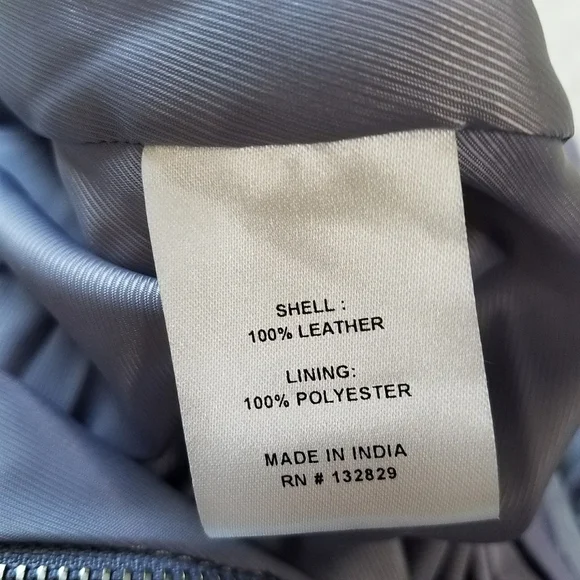 SHELL :
100% LEATHER
LINING:
100% POLYESTER
MADE IN INDIA
RN # 132829